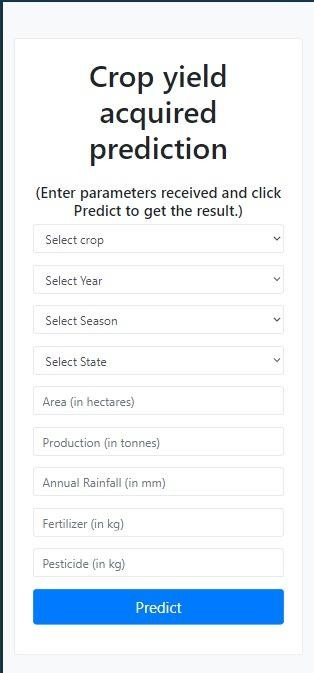 Crop yield
acquired
prediction
(Enter parameters received and click
Predict to get the result.)
Select crop
Select Year
Select Season
Select State
Area (in hectares)
Production (in tonnes)
Annual Rainfall (in mm)
Fertilizer (in kg)
Pesticide (in kg)
Predict